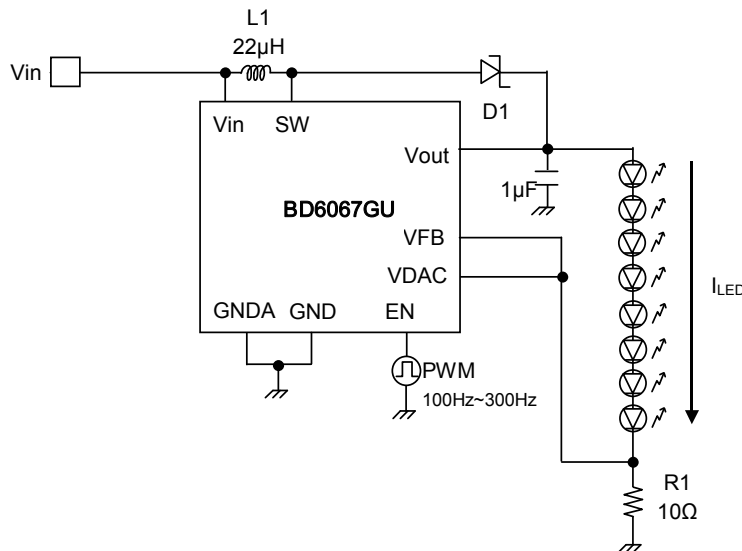 L1
22μH
Vin
D1
Vin
SW
Vout
1μF
BD6067GU
VFB
VDAC
ILED
GNDA
GND
EN
PWM
100Hz~300Hz
R1
10Ω